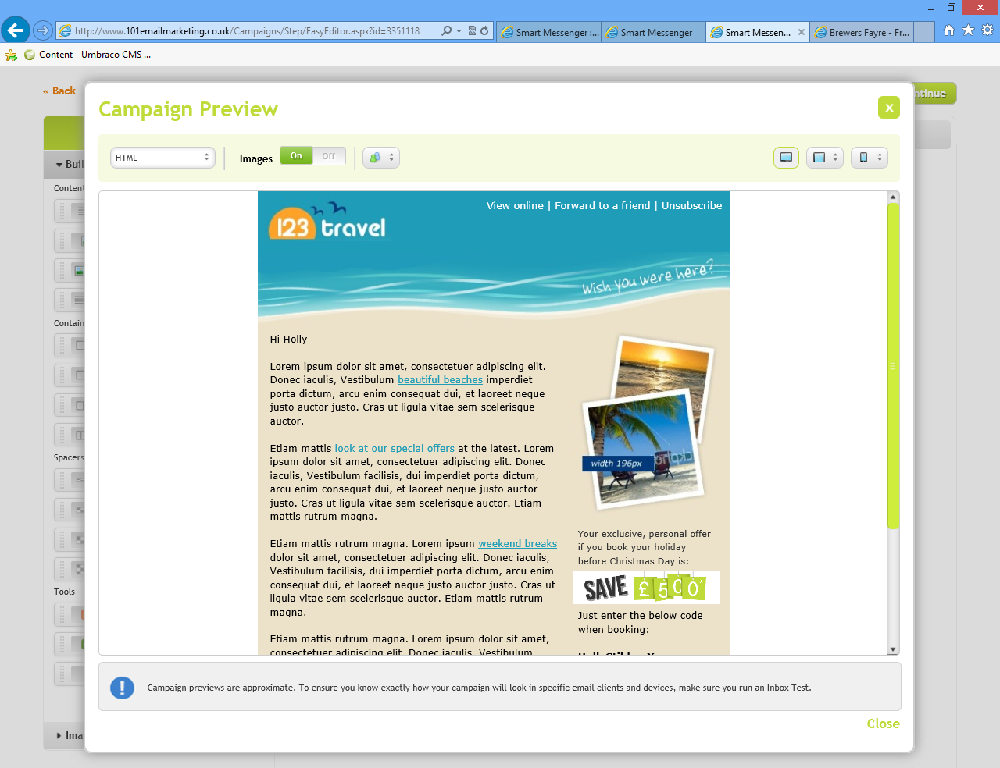 http://www.101emailmarketing.co.uk/Campaigns/Step/EasyEditor.aspx?id=3351118
Smart Messenger :...
Smart Messenger
Smart Messen...
Brewers Fayre - Fr...
Content - Umbraco CMS ...
« Back
ntinue
Campaign Preview
x
HTML
Images
On
Off
Buil
Content
Contain
Spacers
Tools
Ima
View online | Forward to a friend | Unsubscribe
123 travel
Wish you were here?
Hi Holly
Lorem ipsum dolor sit amet, consectetuer adipiscing elit.
Donec iaculis, Vestibulum beautiful beaches imperdiet
porta dictum, arcu enim consequat dui, et laoreet neque
justo auctor justo. Cras ut ligula vitae sem scelerisque
auctor.
Etiam mattis look at our special offers at the latest. Lorem
ipsum dolor sit amet, consectetuer adipiscing elit. Donec
iaculis, Vestibulum facilisis, dui imperdiet porta dictum,
arcu enim consequat dui, et laoreet neque justo auctor
justo. Cras ut ligula vitae sem scelerisque auctor. Etiam
mattis rutrum magna.
Etiam mattis rutrum magna. Lorem ipsum weekend breaks
dolor sit amet, consectetuer adipiscing elit. Donec iaculis,
Vestibulum facilisis, dui imperdiet porta dictum, arcu enim
consequat dui, et laoreet neque justo auctor justo. Cras ut
ligula vitae sem scelerisque auctor. Etiam mattis rutrum
magna.
Etiam mattis rutrum magna. Lorem ipsum dolor sit amet,
consectetuer adipiscing elit. Donec iaculis, Vestibulum
width 196px
Your exclusive, personal offer
if you book your holiday
before Christmas Day is:
SAVE £500*
Just enter the below code
when booking:
Campaign previews are approximate. To ensure you know exactly how your campaign will look in specific email clients and devices, make sure you run an Inbox Test.
Close